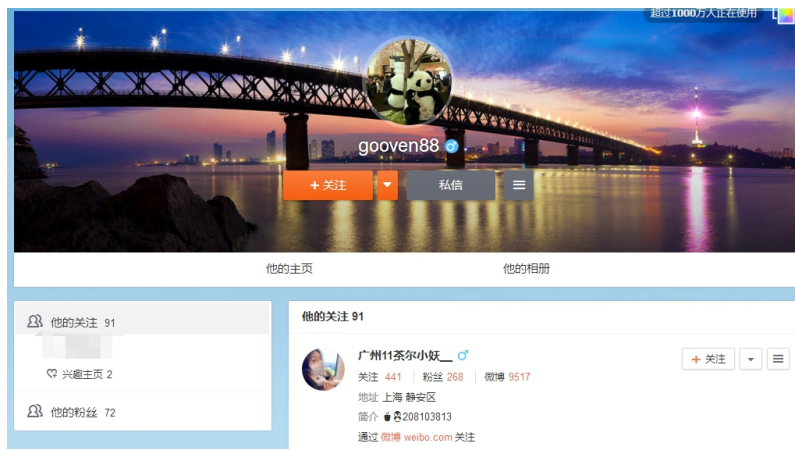 超过1000万人正在使用
gooven88
+ 关注
私信
他的主页
他的相册
他的关注 91
兴趣主页 2
他的粉丝 72
他的关注 91
广州11茶尔小妖__
+ 关注
关注 441 粉丝 268 微博 9517
地址 上海 静安区
简介 208103813
通过 微博 weibo.com 关注